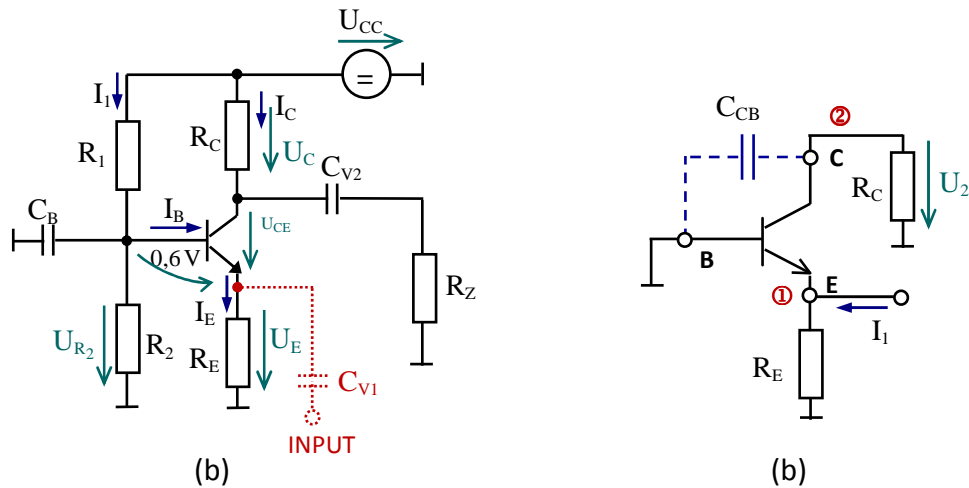 U_CC
=
I_1
I_C
R_1
R_C
U_C
C_V2
C_B
I_B
U_CE
0,6 V
I_E
R_Z
U_R2
R_2
R_E
U_E
C_V1
INPUT
(b)
C_CB
②
C
R_C
U_2
B
①
E
I_1
R_E
(b)